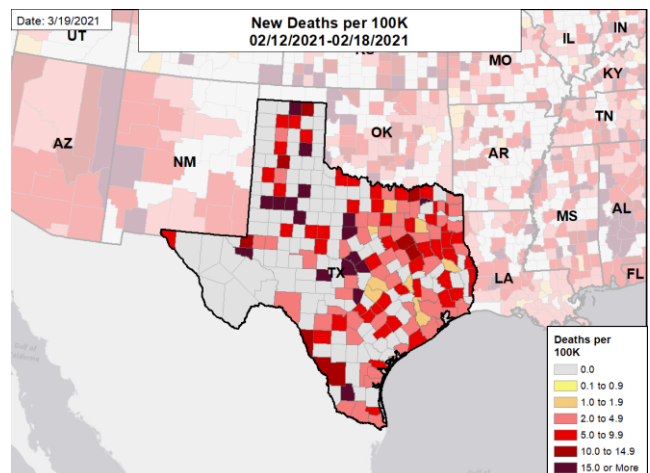 Date: 3/19/2021
New Deaths per 100K
02/12/2021-02/18/2021
UT
IL
IN
MO
KY
TN
AZ
NM
OK
AR
MS
AL
TX
LA
FL
Gulf of
Deaths per
100K
0.0
0.1 to 0.9
1.0 to 1.9
2.0 to 4.9
5.0 to 9.9
10.0 to 14.9
15.0 or More